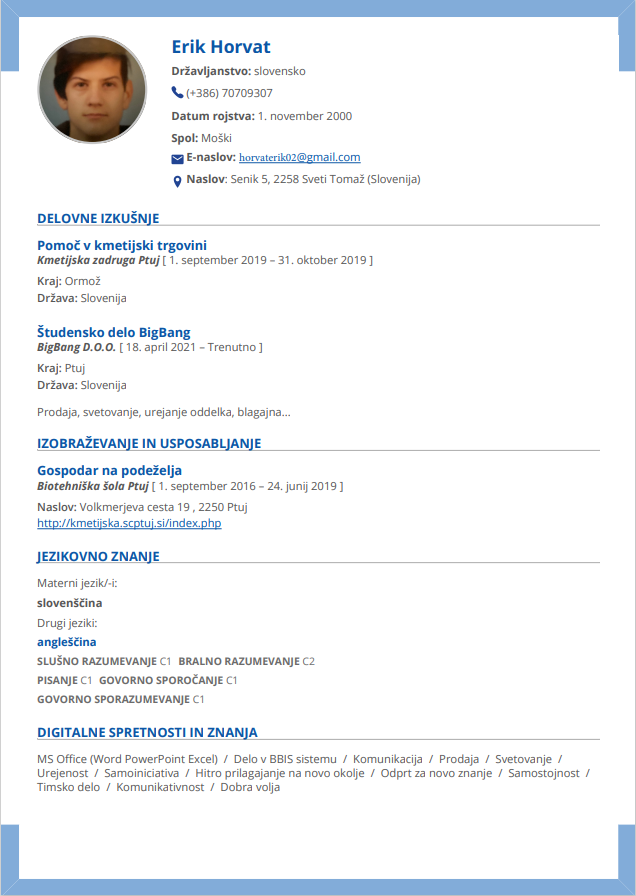 Erik Horvat
Državljanstvo: slovensko
(+386) 70709307
Datum rojstva: 1. november 2000
Spol: Moški
E-naslov: horvaterik02@gmail.com
Naslov: Senik 5, 2258 Sveti Tomaž (Slovenija)
DELOVNE IZKUŠNJE
Pomoč v kmetijski trgovini
Kmetijska zadruga Ptuj [ 1. september 2019 – 31. oktober 2019 ]
Kraj: Ormož
Država: Slovenija
Študensko delo BigBang
BigBang D.O.O. [ 18. april 2021 – Trenutno ]
Kraj: Ptuj
Država: Slovenija
Prodaja, svetovanje, urejanje oddelka, blagajna...
IZOBRAŽEVANJE IN USPOSABLJANJE
Gospodar na podeželja
Biotehniška šola Ptuj [ 1. september 2016 – 24. junij 2019 ]
Naslov: Volkmerjeva cesta 19 , 2250 Ptuj
http://kmetijska.scptuj.si/index.php
JEZIKOVNO ZNANJE
Materni jezik/-i:
slovenščina
Drugi jeziki:
angleščina
SLUŠNO RAZUMEVANJE C1 BRALNO RAZUMEVANJE C2
PISANJE C1 GOVORNO SPOROČANJE C1
GOVORNO SPORAZUMEVANJE C1
DIGITALNE SPRETNOSTI IN ZNANJA
MS Office (Word PowerPoint Excel) / Delo v BBIS sistemu / Komunikacija / Prodaja / Svetovanje /
Urejenost / Samoiniciativa / Hitro prilagajanje na novo okolje / Odprt za novo znanje / Samostojnost /
Timsko delo / Komunikativnost / Dobra volja